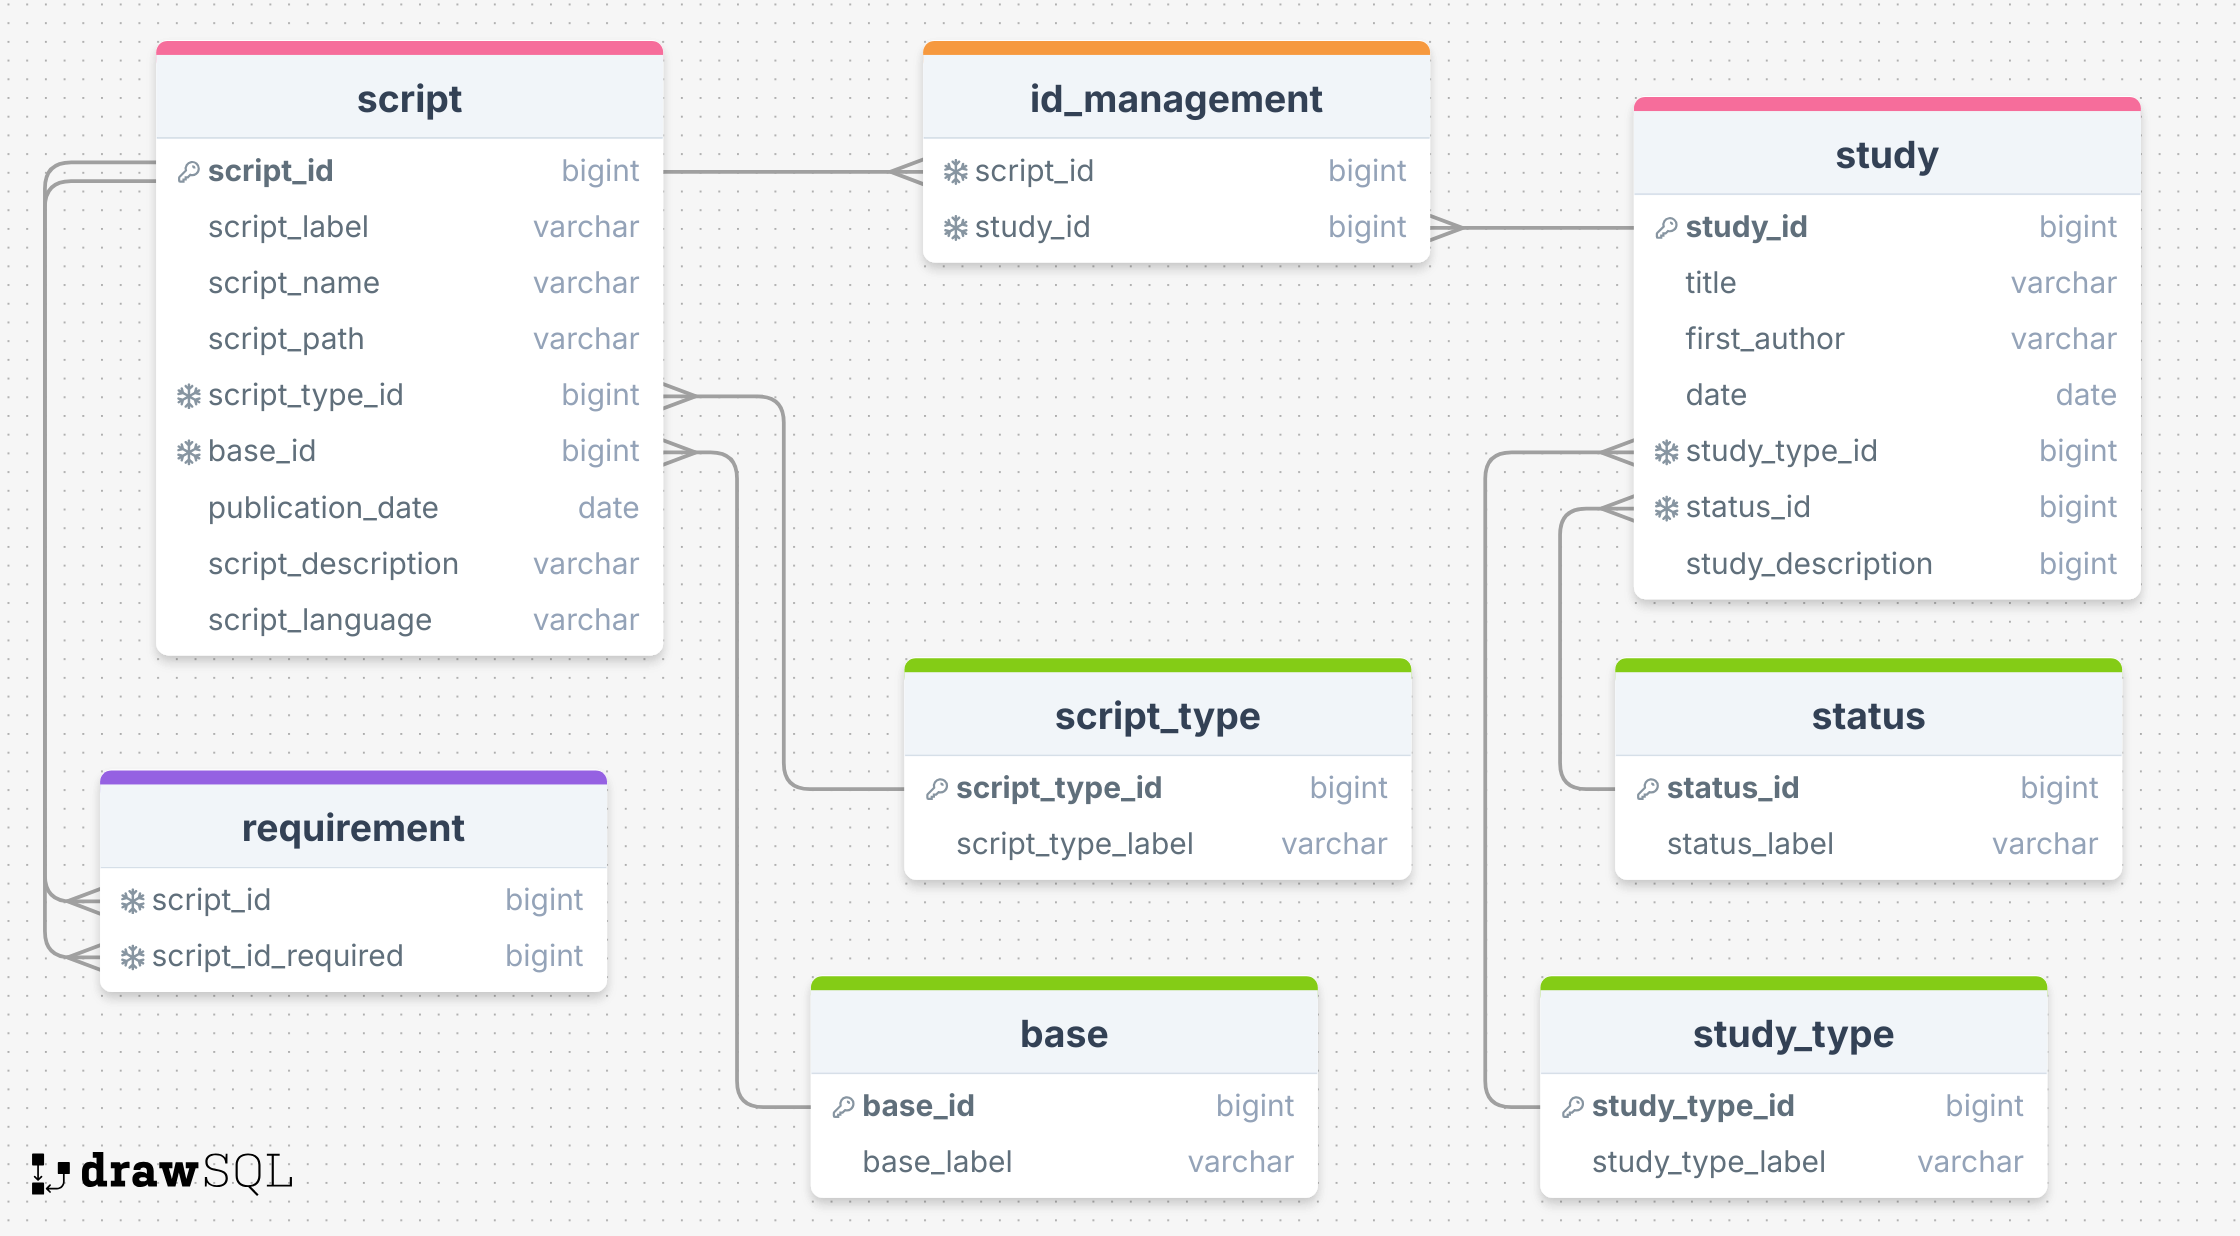 script
script_id bigint
script_label varchar
script_name varchar
script_path varchar
script_type_id bigint
base_id bigint
publication_date date
script_description varchar
script_language varchar
id_management
script_id bigint
study_id bigint
study
study_id bigint
title varchar
first_author varchar
date date
study_type_id bigint
status_id bigint
study_description bigint
script_type
script_type_id bigint
script_type_label varchar
status
status_id bigint
status_label varchar
requirement
script_id bigint
script_id_required bigint
base
base_id bigint
base_label varchar
study_type
study_type_id bigint
study_type_label varchar
drawSQL